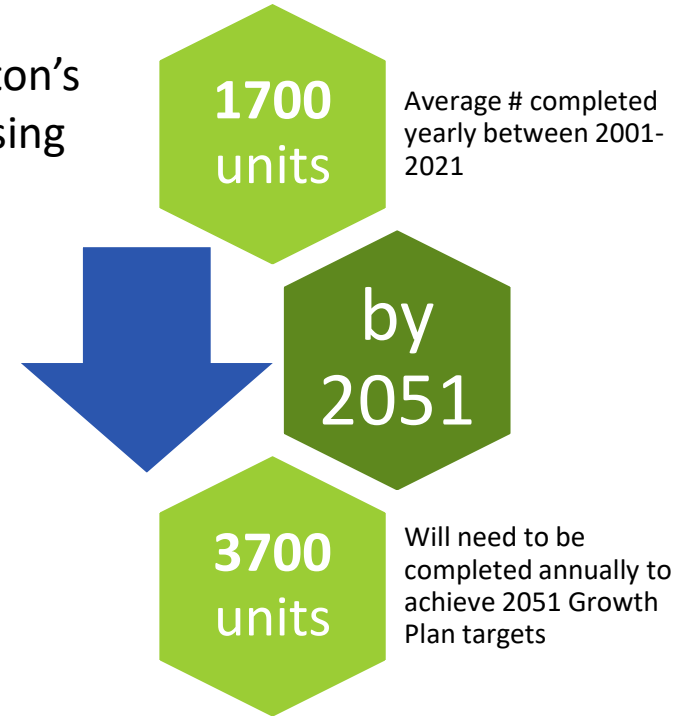 ton's
sing
1700
units
Average # completed
yearly between 2001-
2021
by
2051
3700
units
Will need to be
completed annually to
achieve 2051 Growth
Plan targets